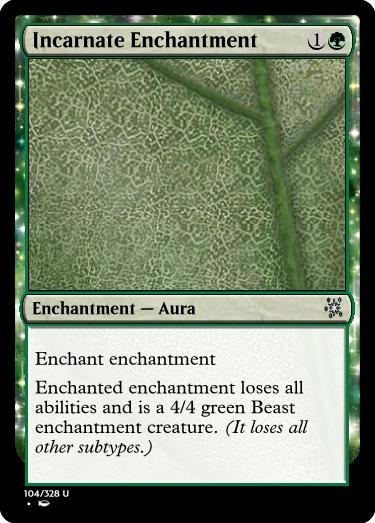 Incarnate Enchantment 1
Enchantment — Aura
Enchant enchantment
Enchanted enchantment loses all
abilities and is a 4/4 green Beast
enchantment creature. (It loses all
other subtypes.)
104/328 U